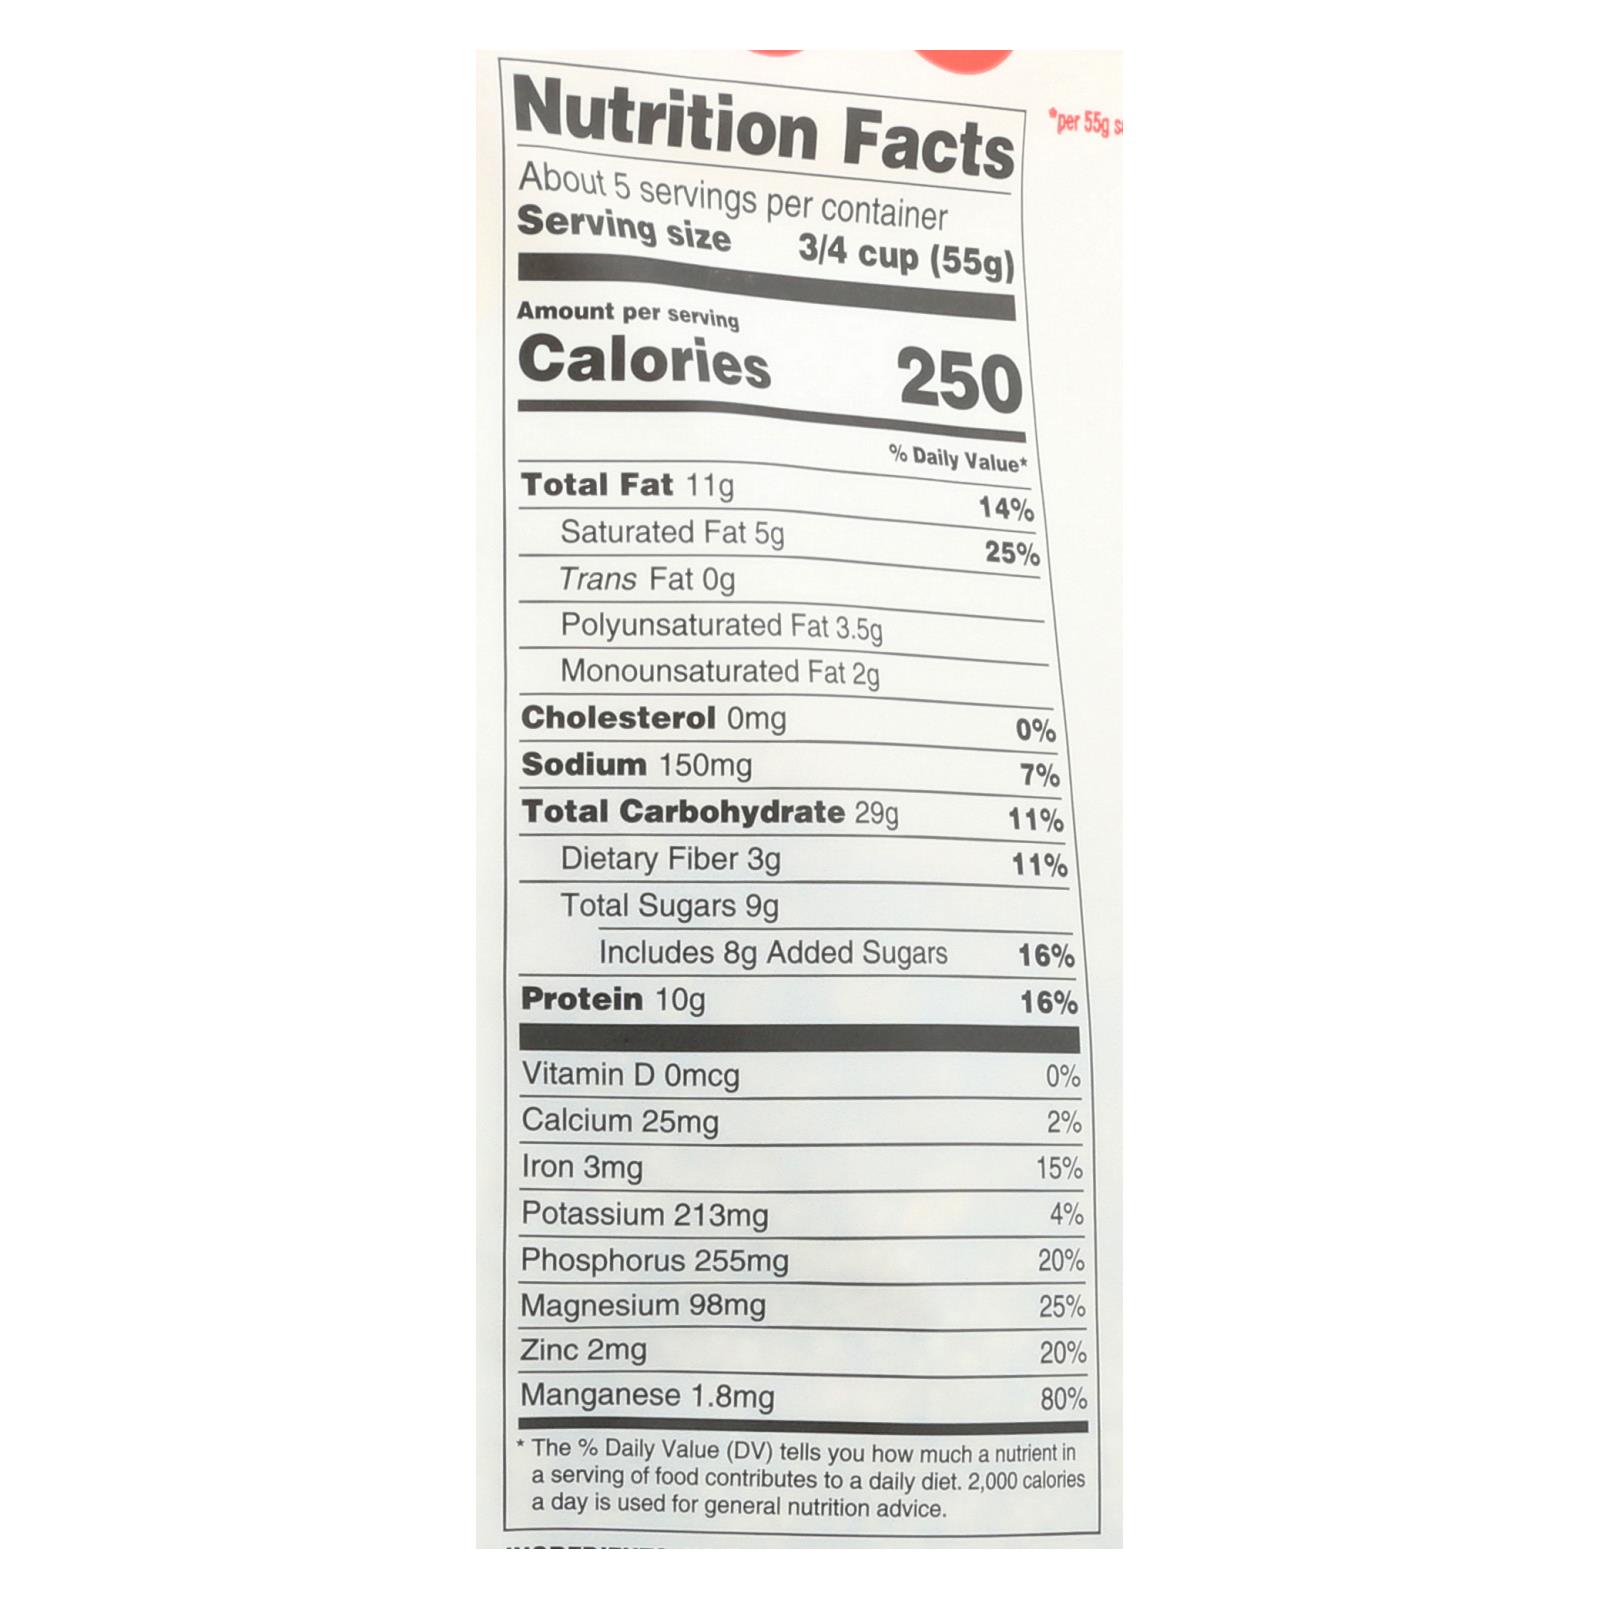 Nutrition Facts
*per 55g
About 5 servings per container
Serving size 3/4 cup (55g)
Amount per serving
Calories 250
% Daily Value*
Total Fat 11g 14%
Saturated Fat 5g 25%
Trans Fat 0g
Polyunsaturated Fat 3.5g
Monounsaturated Fat 2g
Cholesterol 0mg 0%
Sodium 150mg 7%
Total Carbohydrate 29g 11%
Dietary Fiber 3g 11%
Total Sugars 9g
Includes 8g Added Sugars 16%
Protein 10g 16%
Vitamin D 0mcg 0%
Calcium 25mg 2%
Iron 3mg 15%
Potassium 213mg 4%
Phosphorus 255mg 20%
Magnesium 98mg 25%
Zinc 2mg 20%
Manganese 1.8mg 80%
* The % Daily Value (DV) tells you how much a nutrient in
a serving of food contributes to a daily diet. 2,000 calories
a day is used for general nutrition advice.